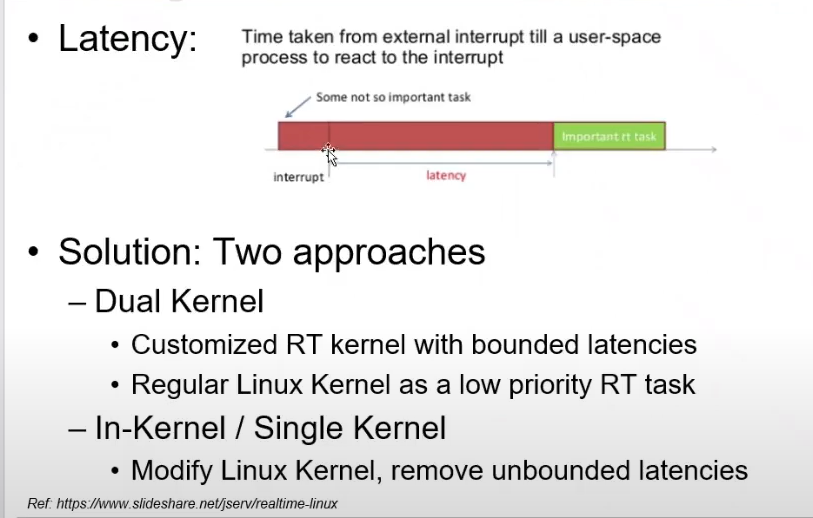 • Latency:
Time taken from external interrupt till a user-space
process to react to the interrupt
Some not so important task
Important rt task
interrupt
latency
• Solution: Two approaches
– Dual Kernel
• Customized RT kernel with bounded latencies
• Regular Linux Kernel as a low priority RT task
– In-Kernel / Single Kernel
• Modify Linux Kernel, remove unbounded latencies
Ref: https://www.slideshare.net/jserv/realtime-linux